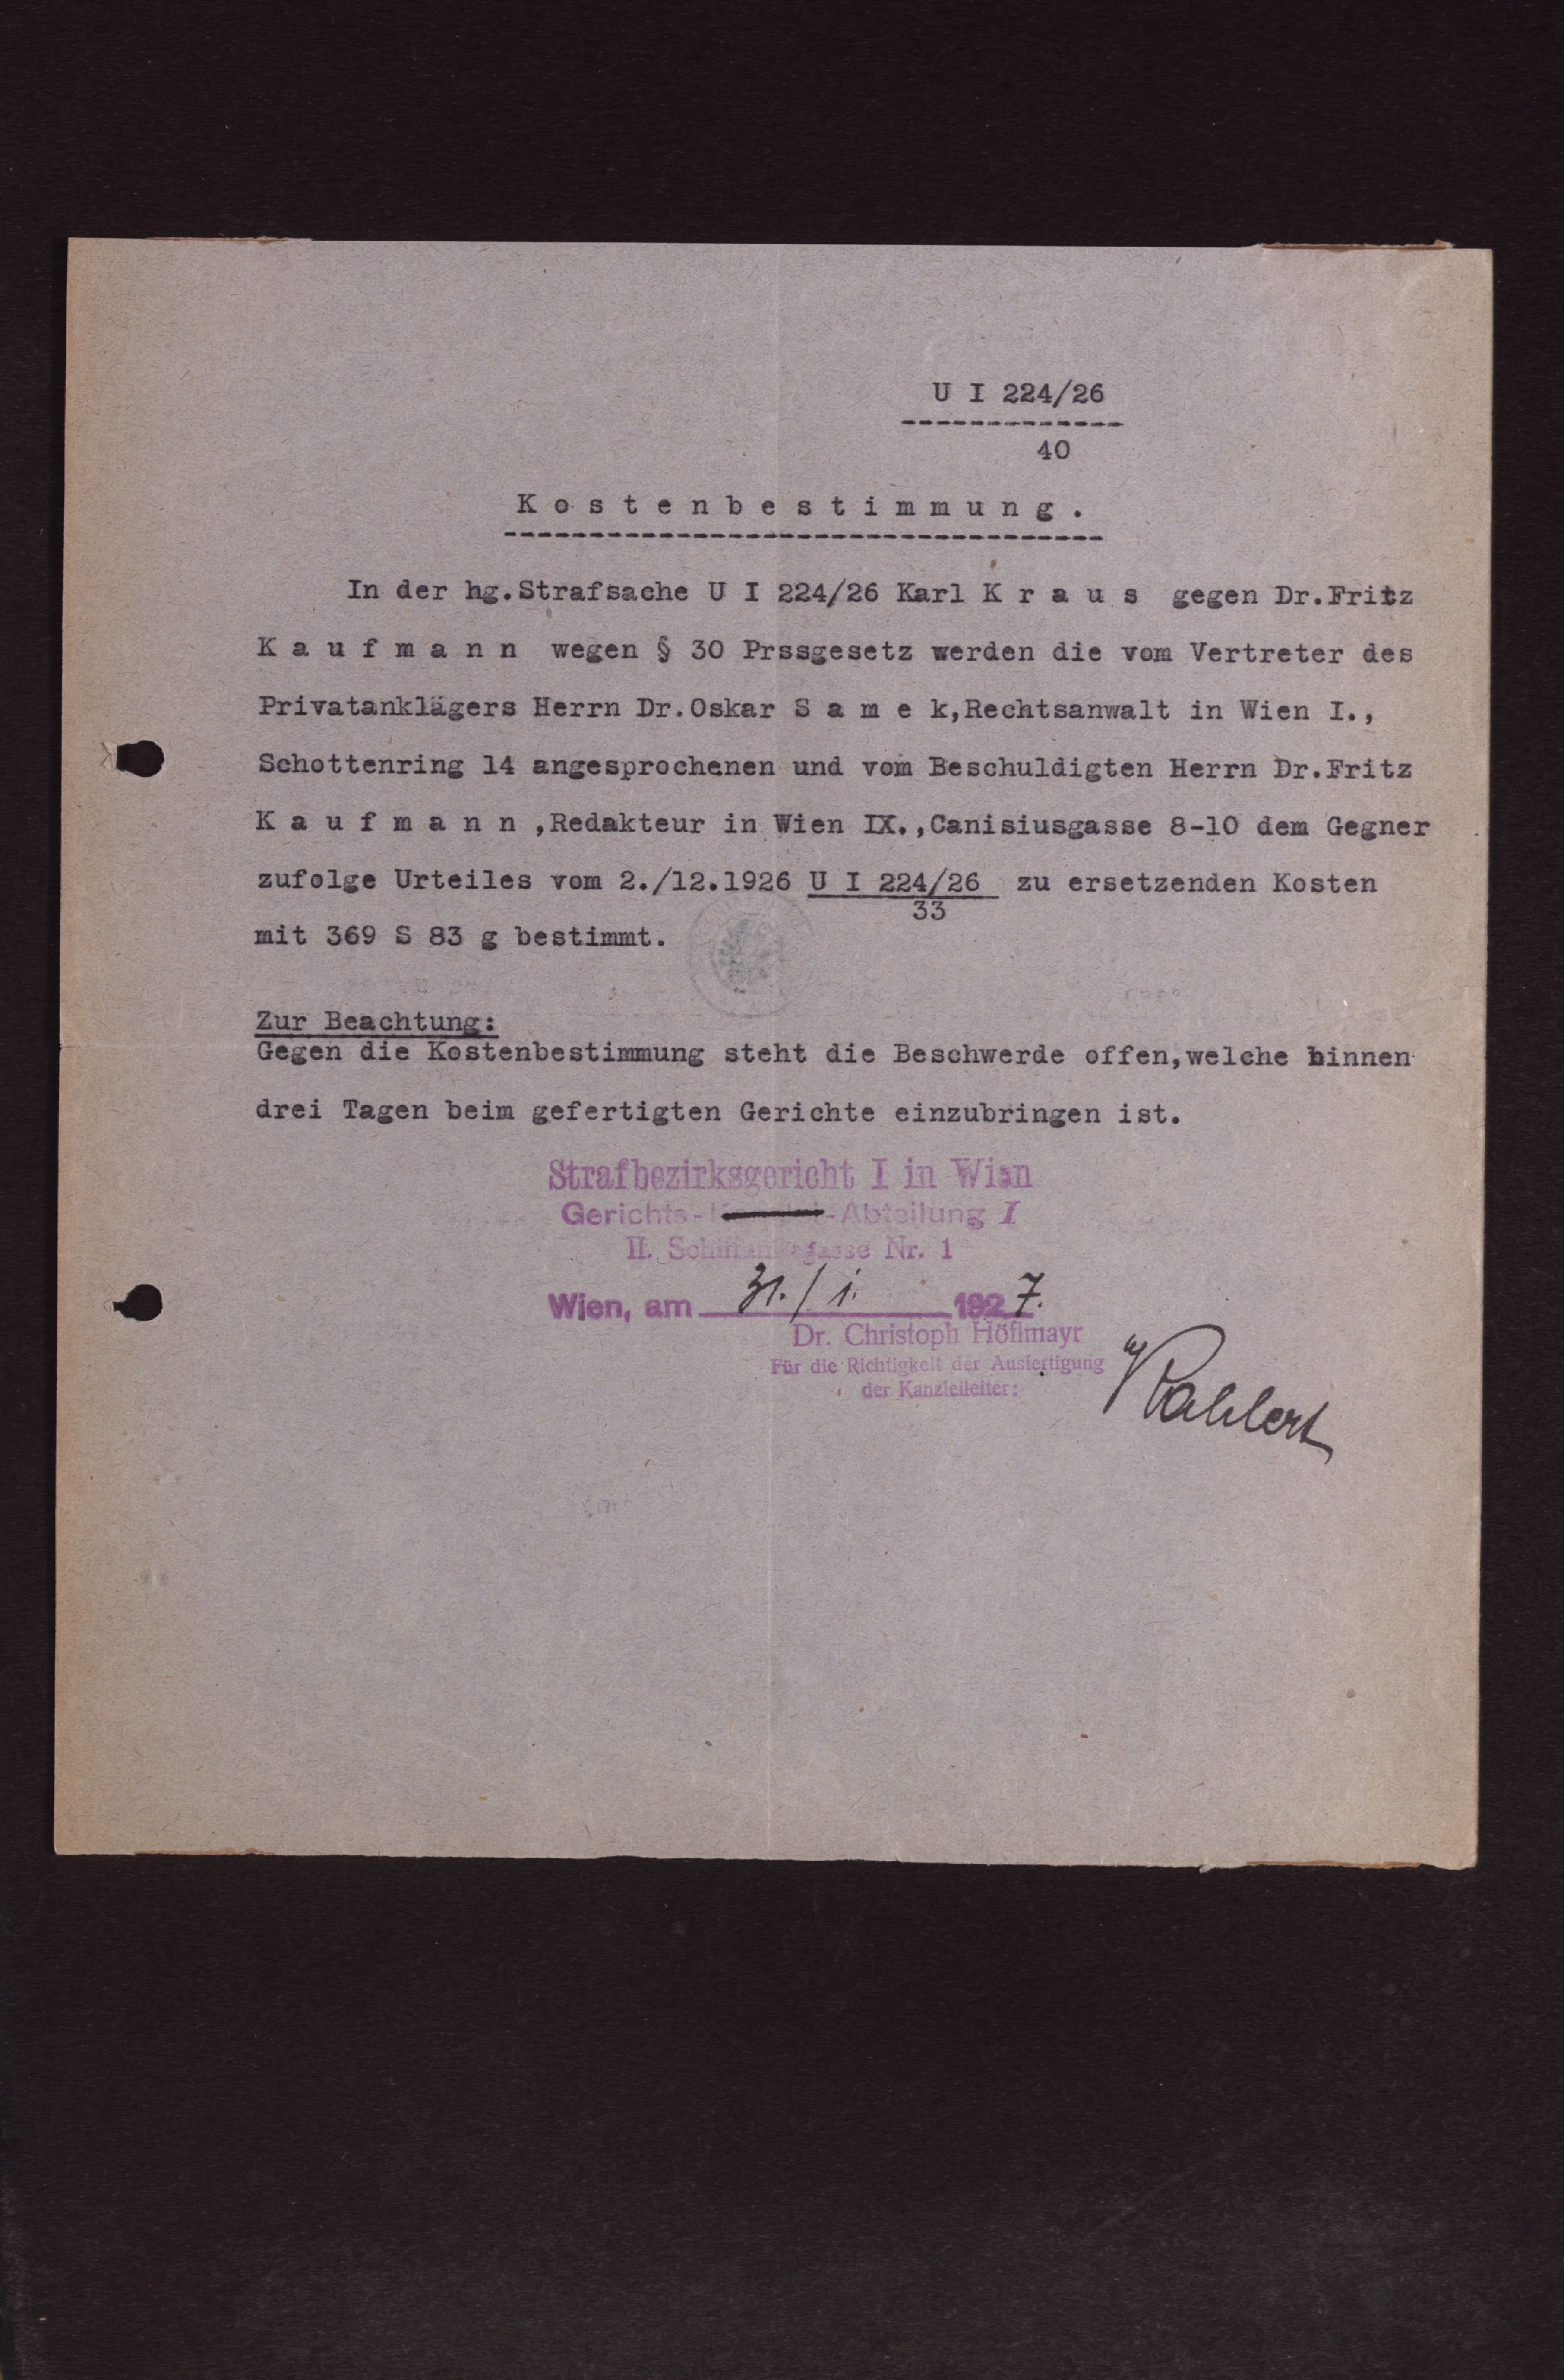 U I 224/26
-------------
40
K o s t e n b e s t i m m u n g .
-----------------------------------
In der hg.Strafsache U I 224/26 Karl K r a u s gegen Dr.Fritz
K a u f m a n n wegen § 30 Prssgesetz werden die vom Vertreter des
Privatanklägers Herrn Dr.Oskar S a m e k,Rechtsanwalt in Wien I.,
Schottenring 14 angesprochenen und vom Beschuldigten Herrn Dr.Fritz
K a u f m a n n ,Redakteur in Wien IX.,Canisiusgasse 8-10 dem Gegner
zufolge Urteiles vom 2./12.1926 U I 224/26 zu ersetzenden Kosten
33
mit 369 S 83 g bestimmt.
Zur Beachtung:
Gegen die Kostenbestimmung steht die Beschwerde offen,welche binnen
drei Tagen beim gefertigten Gerichte einzubringen ist.
Strafbezirksgericht I in Wien
Gerichts- -Abteilung I
II. Schiffamtsgasse Nr. 1
Wien, am 31./1. 1927.
Dr. Christoph Höflmayr
Für die Richtigkeit der Ausfertigung
der Kanzleileiter: